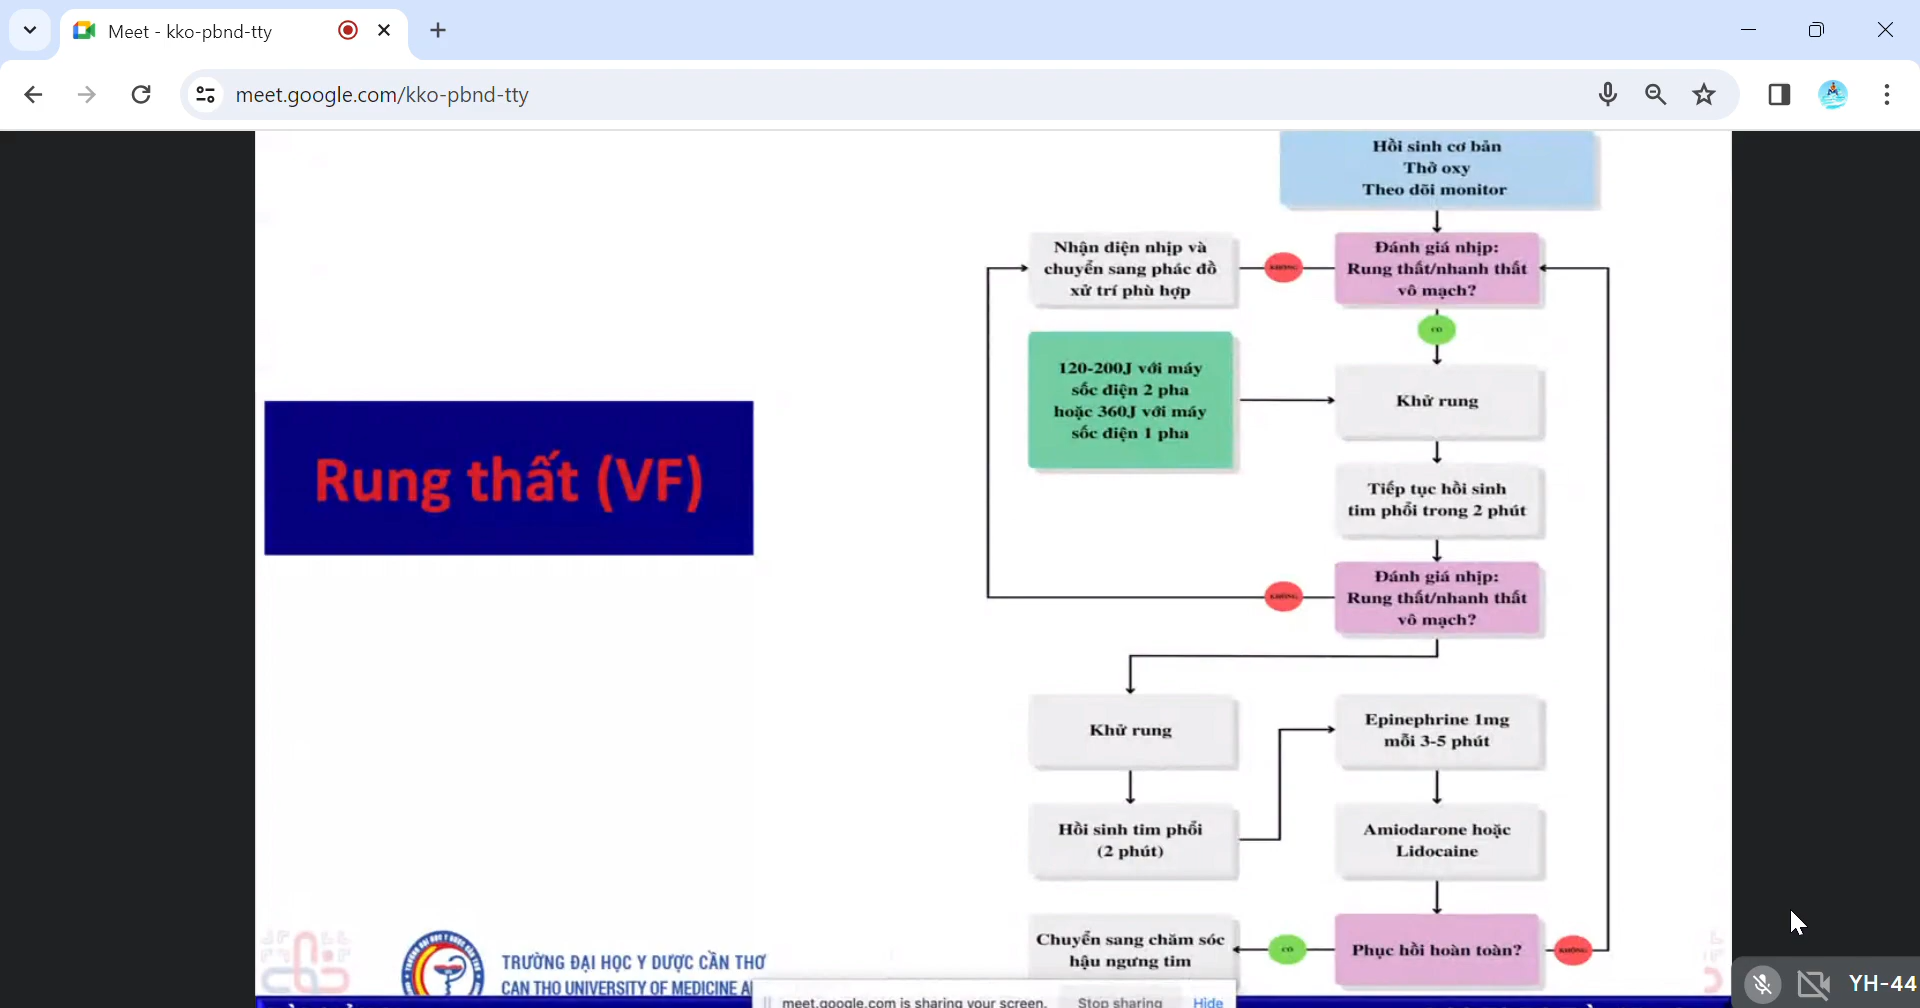 Meet - kko-pbnd-tty
meet.google.com/kko-pbnd-tty
Hồi sinh cơ bản
Thở oxy
Theo dõi monitor
Nhận diện nhịp và
chuyển sang phác đồ
xử trí phù hợp
KHÔNG
Đánh giá nhịp:
Rung thất/nhanh thất
vô mạch?
CÓ
120-200J với máy
sốc điện 2 pha
hoặc 360J với máy
sốc điện 1 pha
Khử rung
Rung thất (VF)
Tiếp tục hồi sinh
tim phổi trong 2 phút
KHÔNG
Đánh giá nhịp:
Rung thất/nhanh thất
vô mạch?
Khử rung
Epinephrine 1mg
mỗi 3-5 phút
Hồi sinh tim phổi
(2 phút)
Amiodarone hoặc
Lidocaine
Chuyển sang chăm sóc
hậu ngưng tim
CÓ
Phục hồi hoàn toàn?
KHÔNG
TRƯỜNG ĐẠI HỌC Y DƯỢC CẦN THƠ
CAN THO UNIVERSITY OF MEDICINE A
meet.google.com is sharing your screen.
Stop sharing
Hide
YH-44